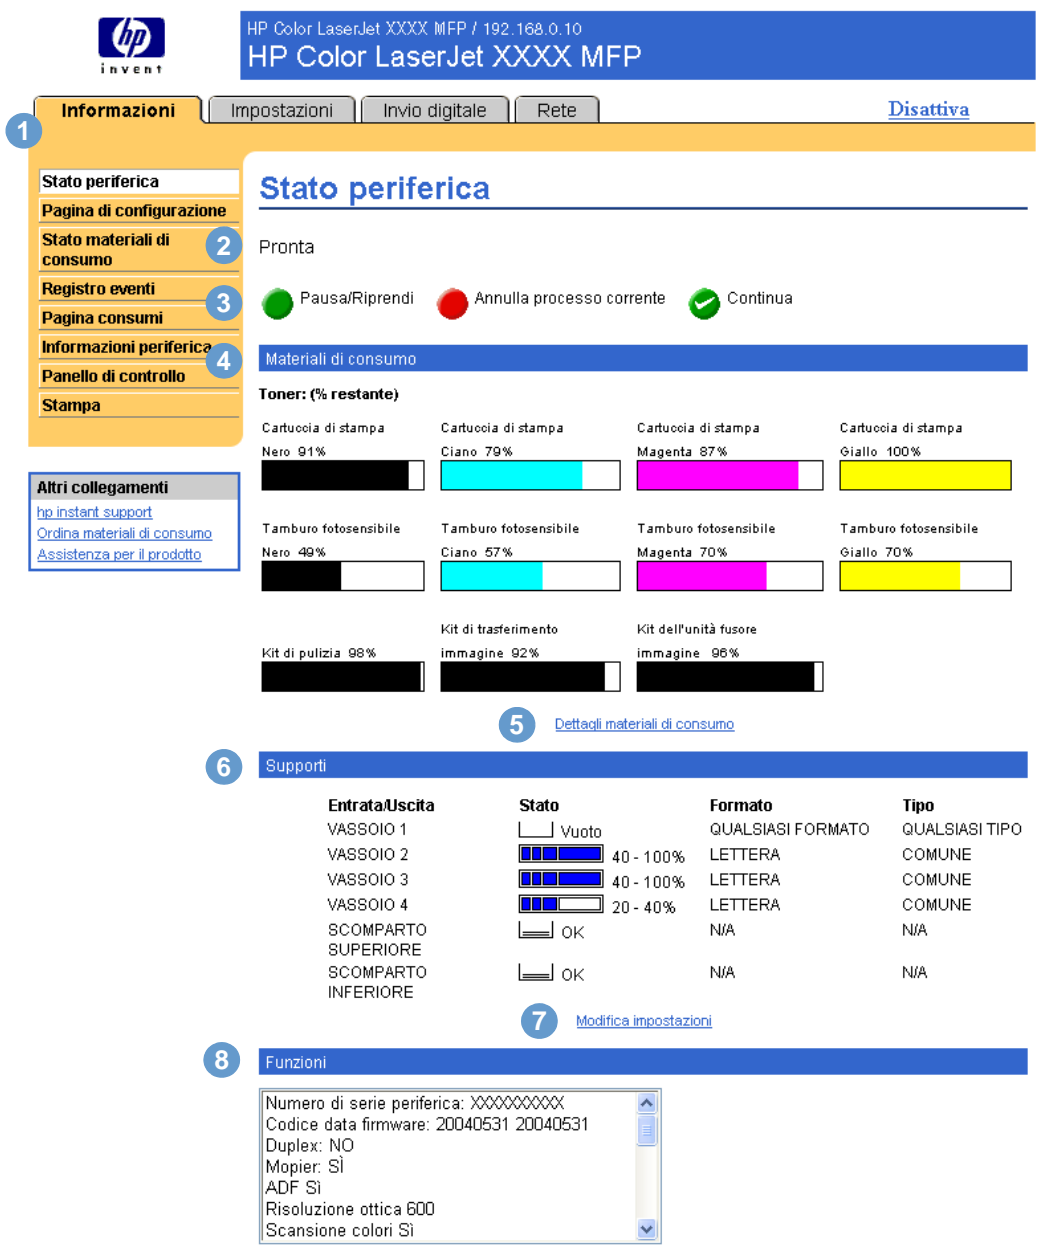 hp
invent
HP Color LaserJet XXXX MFP / 192.168.0.10
HP Color LaserJet XXXX MFP
Informazioni
Impostazioni
Invio digitale
Rete
Disattiva
1
Stato periferica
Pagina di configurazione
Stato materiali di
consumo
2
Registro eventi
3
Pagina consumi
Informazioni periferica
4
Panello di controllo
Stampa
Altri collegamenti
hp instant support
Ordina materiali di consumo
Assistenza per il prodotto
Stato periferica
Pronta
Pausa/Riprendi
Annulla processo corrente
Continua
Materiali di consumo
Toner: (% restante)
Cartuccia di stampa
Nero 91%
Cartuccia di stampa
Ciano 79%
Cartuccia di stampa
Magenta 87%
Cartuccia di stampa
Giallo 100%
Tamburo fotosensibile
Nero 49%
Tamburo fotosensibile
Ciano 57%
Tamburo fotosensibile
Magenta 70%
Tamburo fotosensibile
Giallo 70%
Kit di pulizia 98%
Kit di trasferimento
immagine 92%
Kit dell'unità fusore
immagine 96%
5
Dettagli materiali di consumo
6
Supporti
Entrata/Uscita Stato Formato Tipo
VASSOIO 1 Vuoto QUALSIASI FORMATO QUALSIASI TIPO
VASSOIO 2 40 - 100% LETTERA COMUNE
VASSOIO 3 40 - 100% LETTERA COMUNE
VASSOIO 4 20 - 40% LETTERA COMUNE
SCOMPARTO OK N/A N/A
SUPERIORE
SCOMPARTO OK N/A N/A
INFERIORE
7
Modifica impostazioni
8
Funzioni
Numero di serie periferica: XXXXXXXXXX
Codice data firmware: 20040531 20040531
Duplex: NO
Mopier: SÌ
ADF Sì
Risoluzione ottica 600
Scansione colori Sì